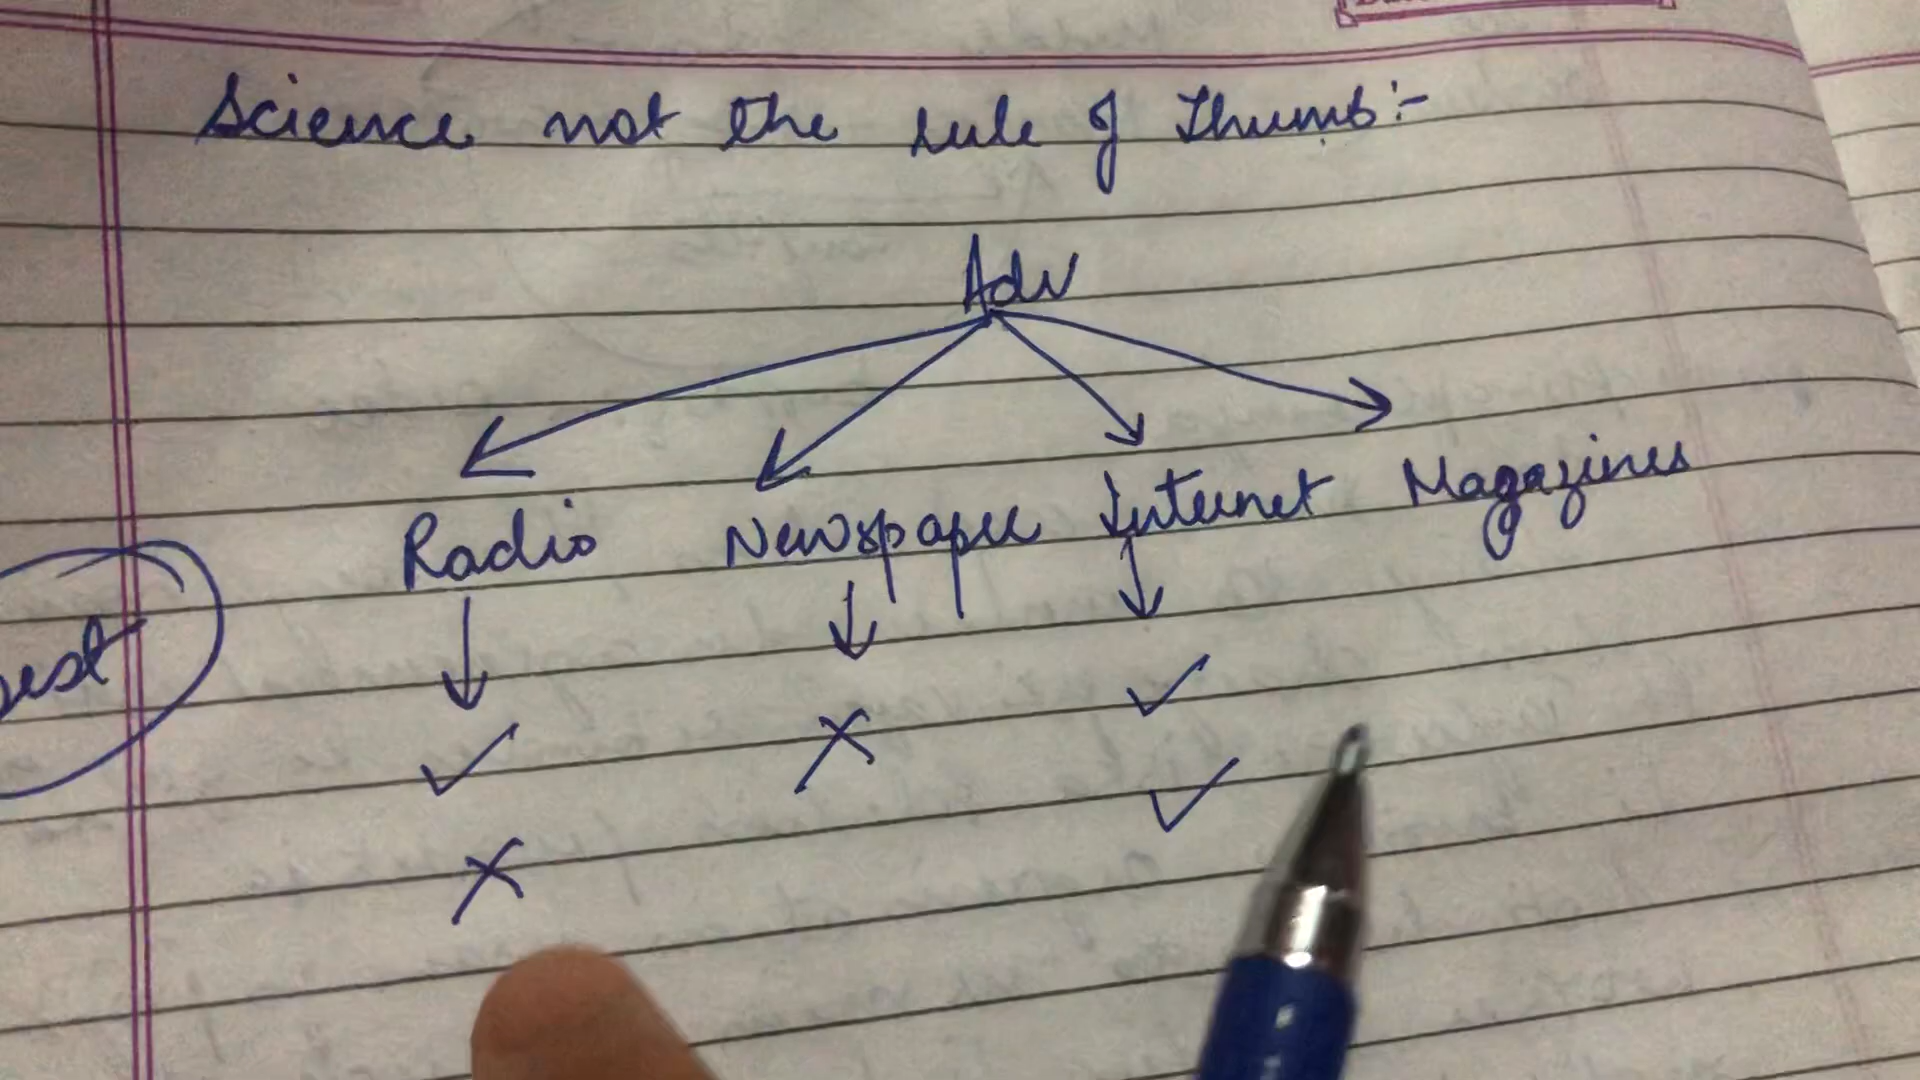 Science not the rule of Thumb:-
Adv
Radio Newspaper Internet Magazines